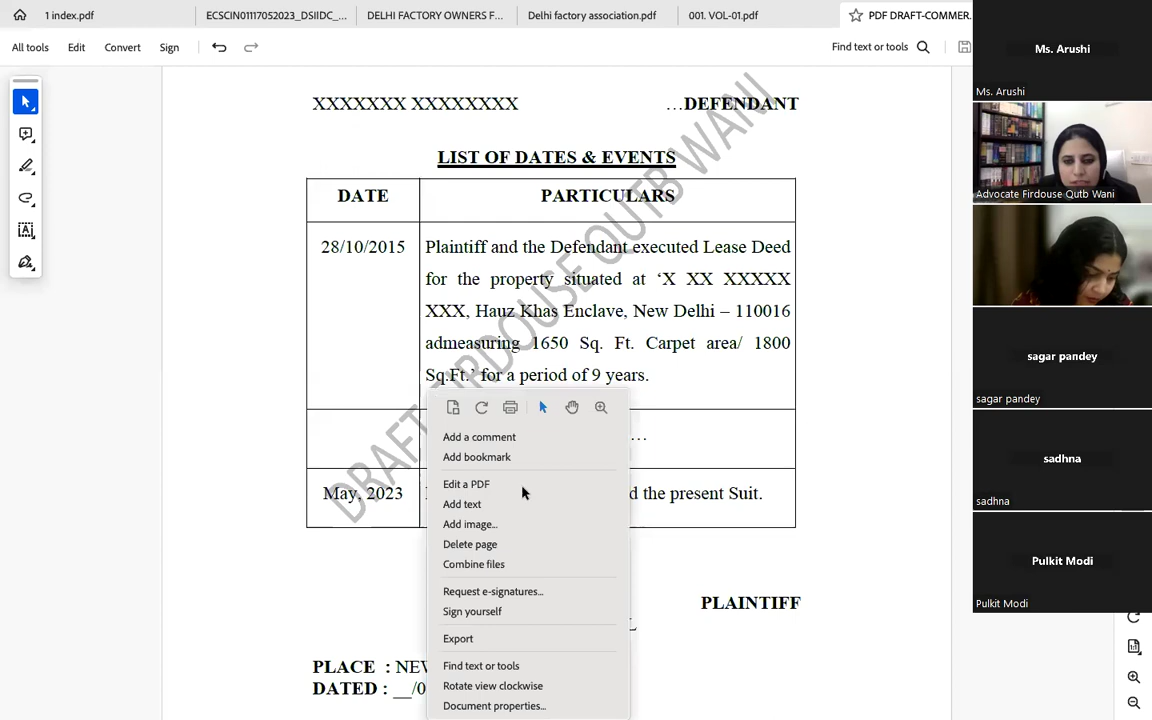 1 index.pdf
ECSCIN01117052023_DSIIDC_...
DELHI FACTORY OWNERS F...
Delhi factory association.pdf
001. VOL-01.pdf
PDF DRAFT-COMMER.
All tools
Edit
Convert
Sign
Find text or tools
XXXXXXX XXXXXXXX
...DEFENDANT
LIST OF DATES & EVENTS
DATE
PARTICULARS
28/10/2015
Plaintiff and the Defendant executed Lease Deed
for the property situated at ‘X XX XXXXX
XXX, Hauz Khas Enclave, New Delhi – 110016
admeasuring 1650 Sq. Ft. Carpet area/ 1800
Sq.Ft.’ for a period of 9 years.
...
May, 2023
d the present Suit.
PLAINTIFF
PLACE : NEW
DATED : __/0
DRAFT FIRDOUSE QUTB WANI
Add a comment
Add bookmark
Edit a PDF
Add text
Add image...
Delete page
Combine files
Request e-signatures...
Sign yourself
Export
Find text or tools
Rotate view clockwise
Document properties...
Ms. Arushi
Ms. Arushi
Advocate Firdouse Qutb Wani
sagar pandey
sagar pandey
sadhna
sadhna
Pulkit Modi
Pulkit Modi